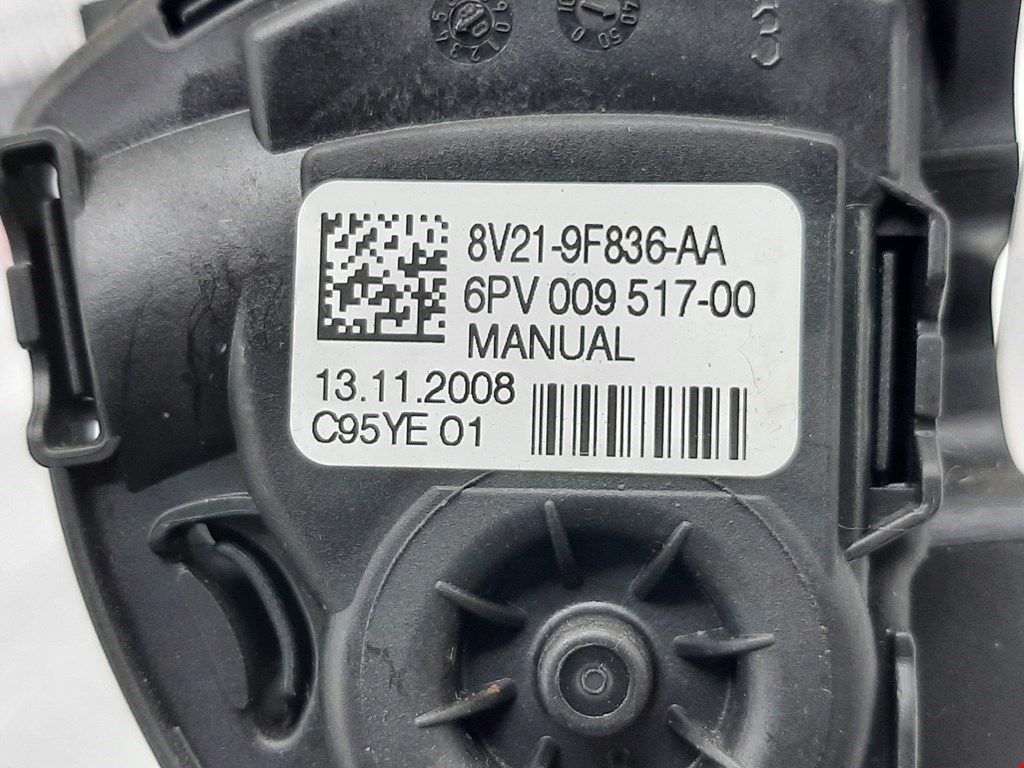 8V21-9F836-AA
6PV 009 517-00
MANUAL
13.11.2008
C95YE 01